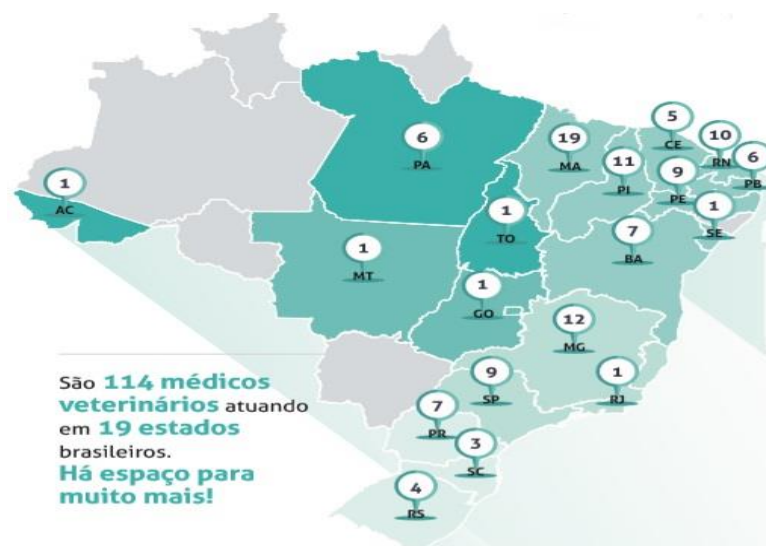 5
CE
10
RN
6
PA
19
MA
11
PI
9
PE
6
PB
1
AC
1
TO
1
SE
7
BA
1
MT
1
GO
12
MG
9
SP
1
RJ
7
PR
3
SC
4
RS
São 114 médicos
veterinários atuando
em 19 estados
brasileiros.
Há espaço para
muito mais!